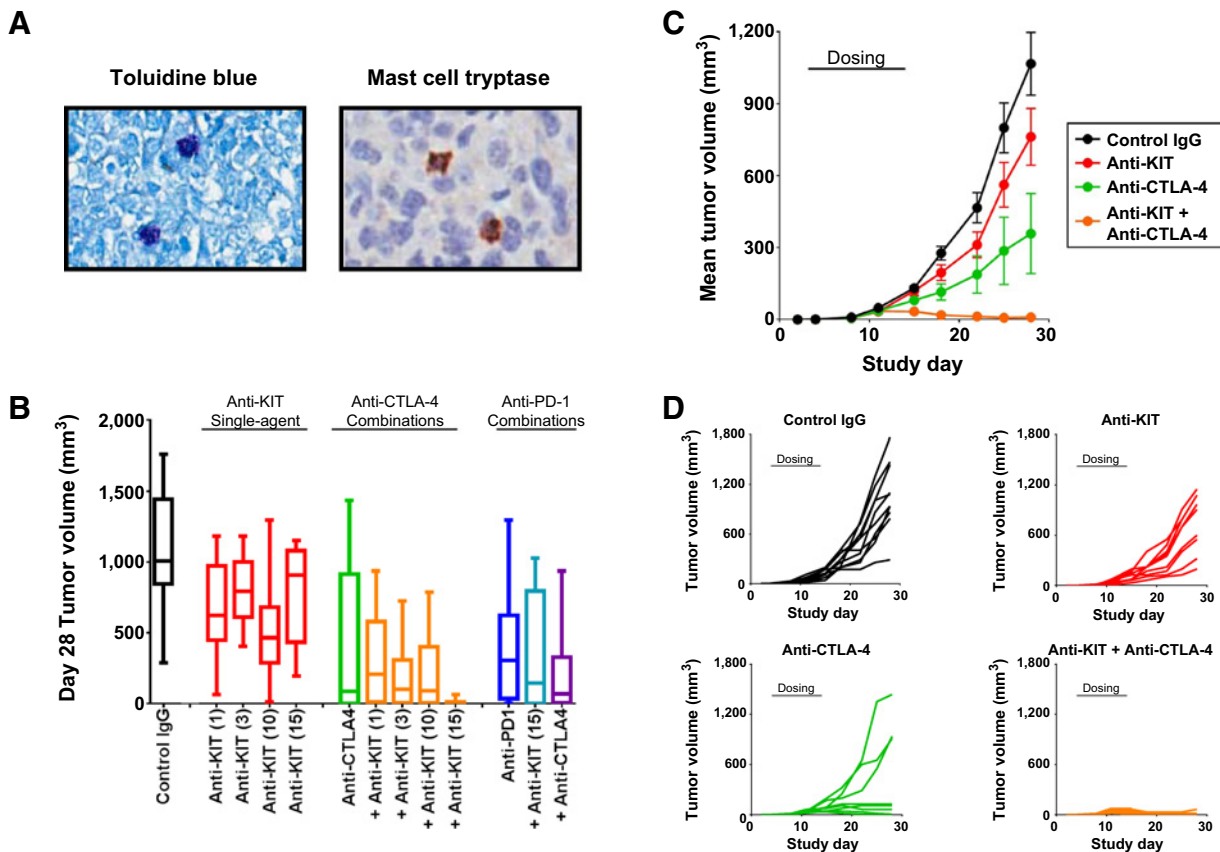 A
Toluidine blue
Mast cell tryptase
B
Day 28 Tumor volume (mm³)
2,000
1,500
1,000
500
0
Anti-KIT
Single-agent
Anti-CTLA-4
Combinations
Anti-PD-1
Combinations
Control IgG
Anti-KIT (1)
Anti-KIT (3)
Anti-KIT (10)
Anti-KIT (15)
Anti-CTLA4
+ Anti-KIT (1)
+ Anti-KIT (3)
+ Anti-KIT (10)
+ Anti-KIT (15)
Anti-PD1
+ Anti-KIT (15)
+ Anti-CTLA4
C
Mean tumor volume (mm³)
1,200
900
600
300
0
Dosing
0 10 20 30
Study day
Control IgG
Anti-KIT
Anti-CTLA-4
Anti-KIT +
Anti-CTLA-4
D
Control IgG
Tumor volume (mm³)
1,800
1,200
600
0
Dosing
0 10 20 30
Study day
Anti-KIT
Tumor volume (mm³)
1,800
1,200
600
0
Dosing
0 10 20 30
Study day
Anti-CTLA-4
Tumor volume (mm³)
1,800
1,200
600
0
Dosing
0 10 20 30
Study day
Anti-KIT + Anti-CTLA-4
Tumor volume (mm³)
1,800
1,200
600
0
Dosing
0 10 20 30
Study day